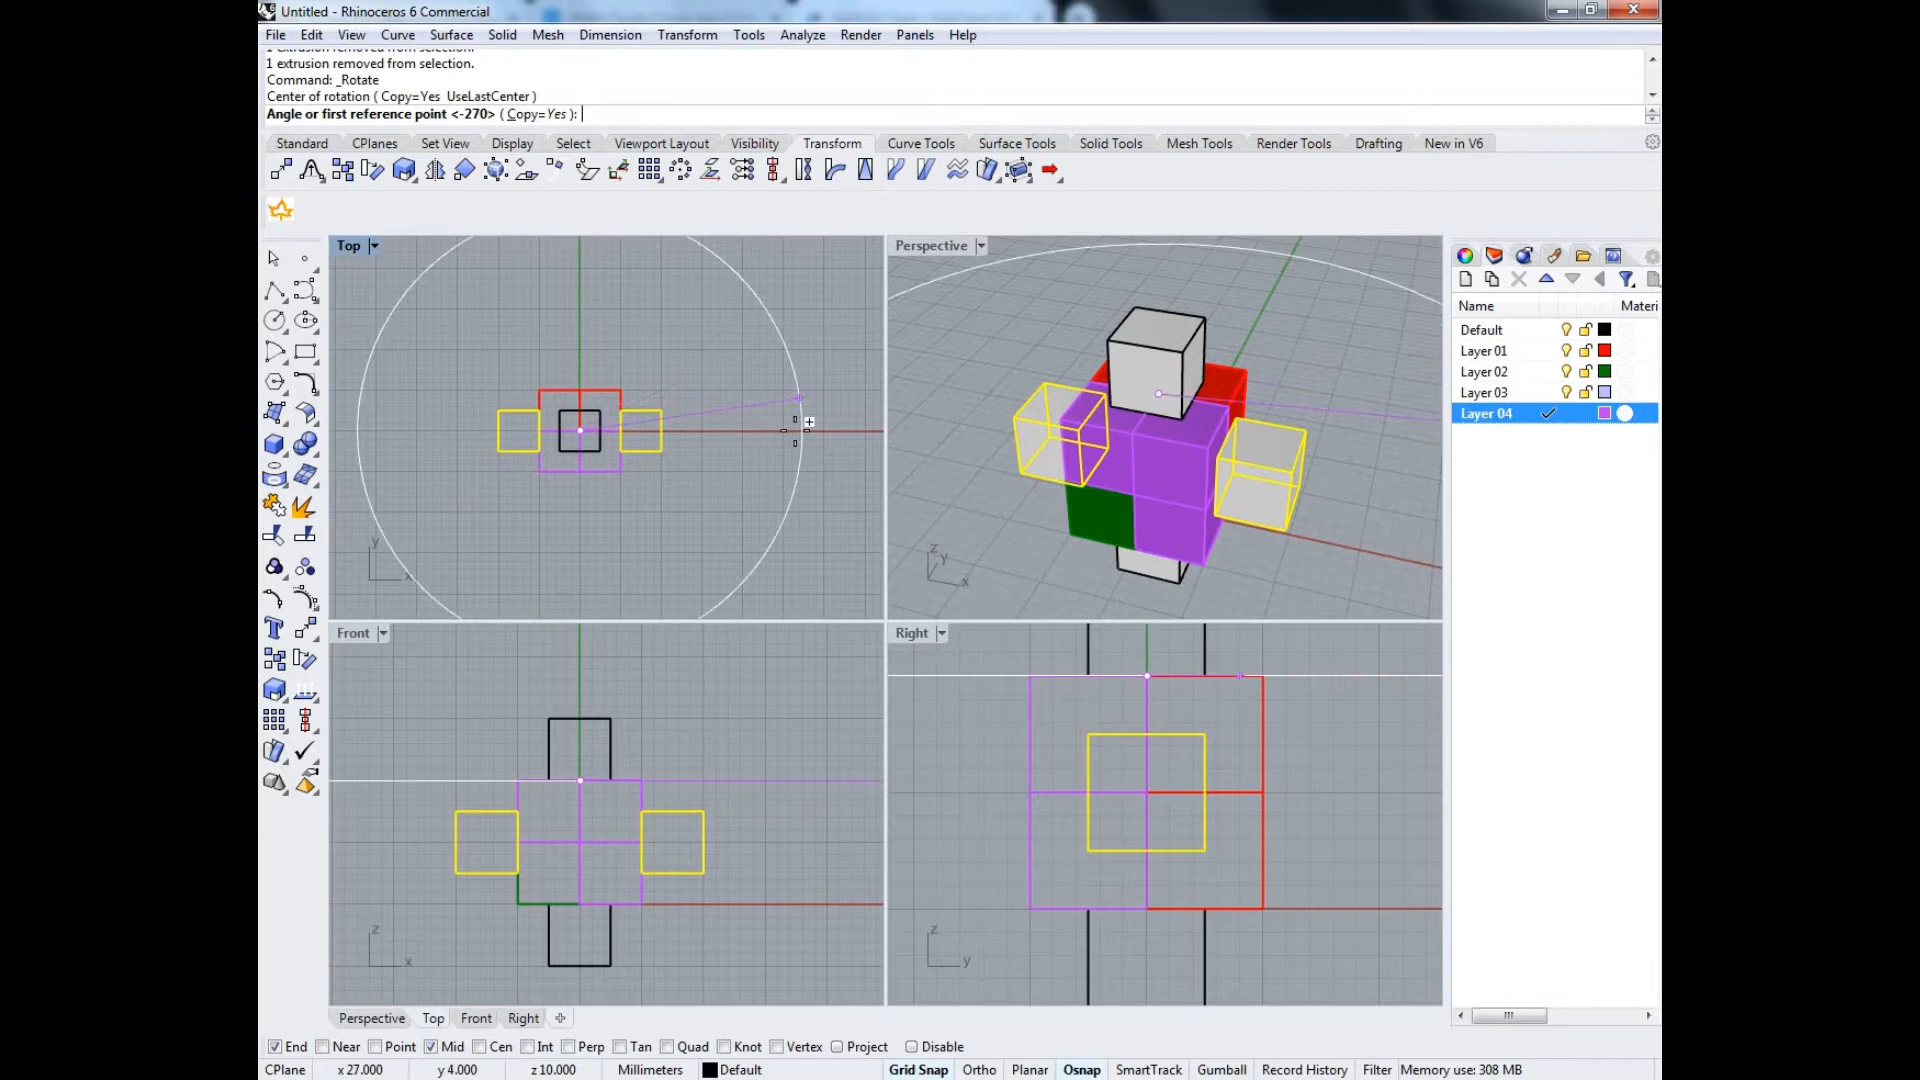 Untitled - Rhinoceros 6 Commercial
File Edit View Curve Surface Solid Mesh Dimension Transform Tools Analyze Render Panels Help
1 extrusion removed from selection.
1 extrusion removed from selection.
Command: _Rotate
Center of rotation ( Copy=Yes UseLastCenter )
Angle or first reference point <-270> ( Copy=Yes ):
Standard CPlanes Set View Display Select Viewport Layout Visibility Transform Curve Tools Surface Tools Solid Tools Mesh Tools Render Tools Drafting New in V6
Top
Perspective
Name Materi
Default
Layer 01
Layer 02
Layer 03
Layer 04
y
x
z
y
x
Front
Right
z
x
z
y
Perspective Top Front Right
End Near Point Mid Cen Int Perp Tan Quad Knot Vertex Project Disable
CPlane x 27.000 y 4.000 z 10.000 Millimeters Default Grid Snap Ortho Planar Osnap SmartTrack Gumball Record History Filter Memory use: 308 MB